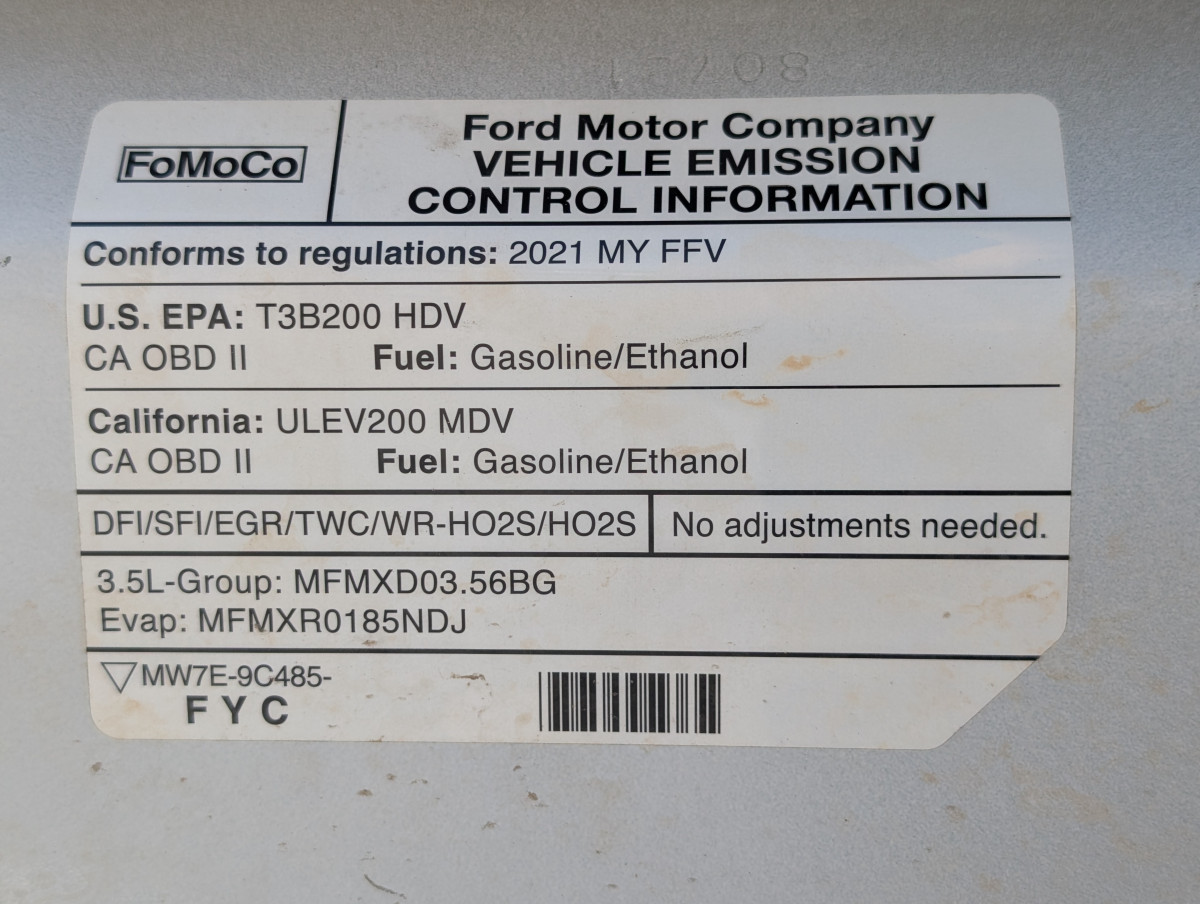 FoMoCo
Ford Motor Company
VEHICLE EMISSION
CONTROL INFORMATION
Conforms to regulations: 2021 MY FFV
U.S. EPA: T3B200 HDV
CA OBD II Fuel: Gasoline/Ethanol
California: ULEV200 MDV
CA OBD II Fuel: Gasoline/Ethanol
DFI/SFI/EGR/TWC/WR-HO2S/HO2S No adjustments needed.
3.5L-Group: MFMXD03.56BG
Evap: MFMXR0185NDJ
MW7E-9C485-
F Y C